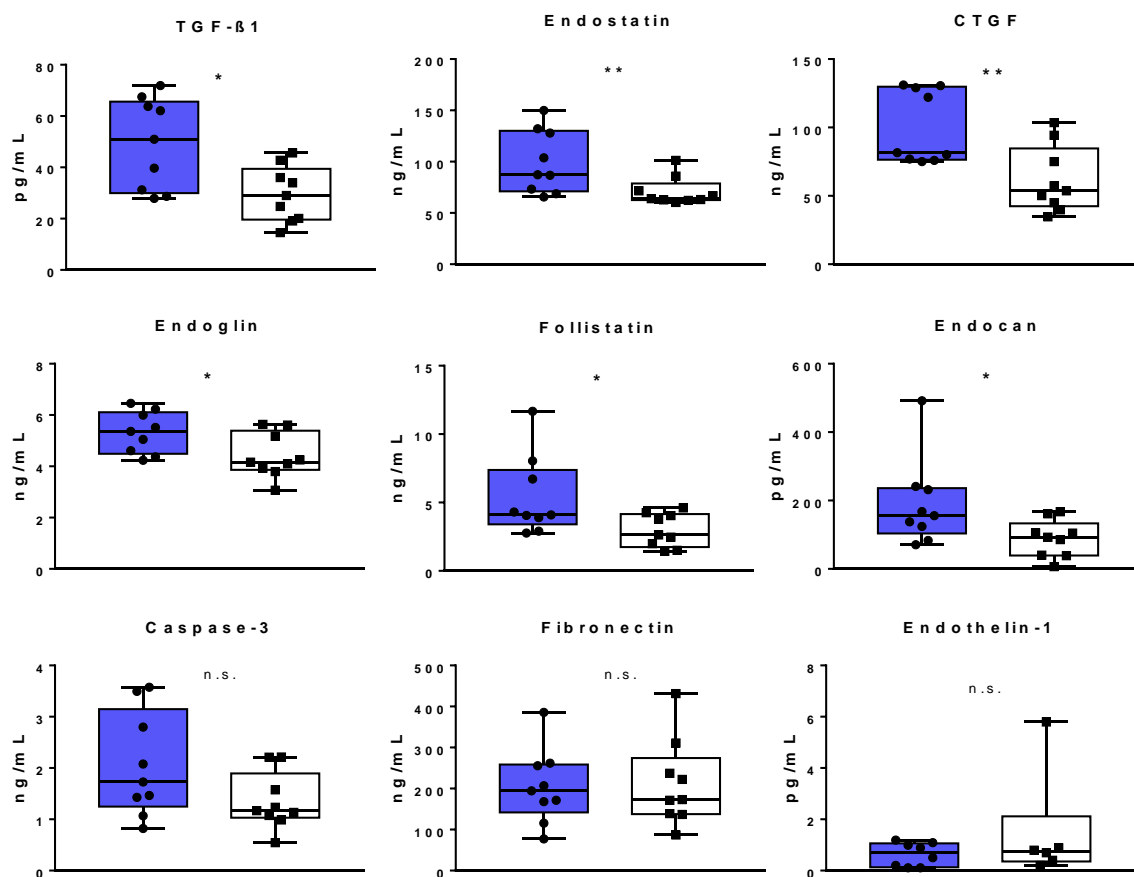 TGF-ß1
pg/mL
80
60
40
20
0
*
Endostatin
ng/mL
200
150
100
50
0
**
CTGF
ng/mL
150
100
50
0
**
Endoglin
ng/mL
8
6
4
2
0
*
Follistatin
ng/mL
15
10
5
0
*
Endocan
pg/mL
600
400
200
0
*
Caspase-3
ng/mL
4
3
2
1
0
n.s.
Fibronectin
ng/mL
500
400
300
200
100
0
n.s.
Endothelin-1
pg/mL
8
6
4
2
0
n.s.